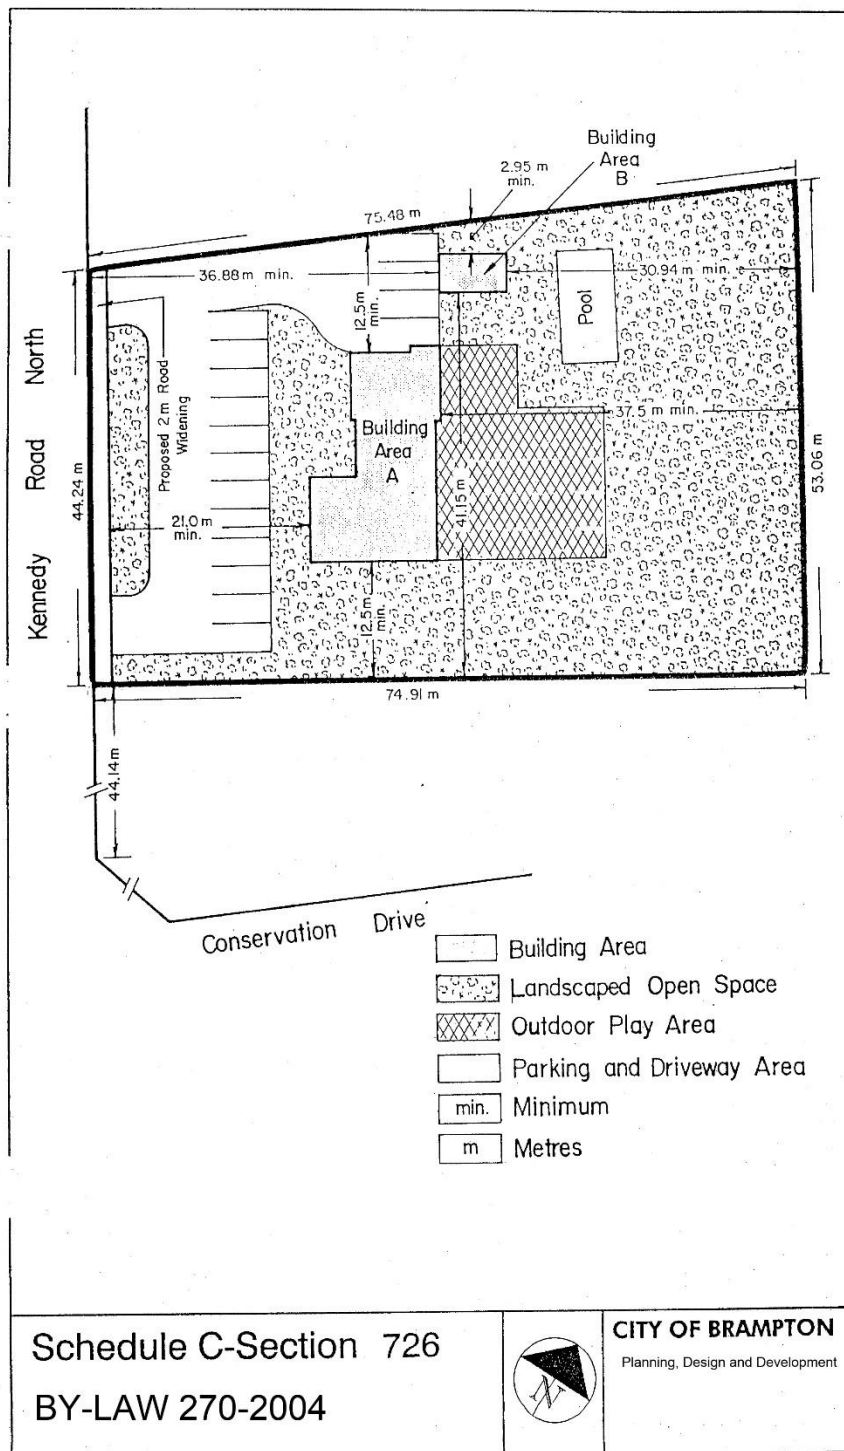 Building
Area
B
2.95 m
min.
75.48 m
36.88 m min.
30.94 m min.
12.5m
min.
Pool
Kennedy Road North
44.24 m
Proposed 2 m Road
Widening
Building
Area
A
37.5 m min.
53.06 m
21.0 m
min.
41.15 m
12.5m
min.
74.91 m
44.14m
Conservation Drive
Building Area
Landscaped Open Space
Outdoor Play Area
Parking and Driveway Area
min. Minimum
m Metres
Schedule C-Section 726
BY-LAW 270-2004
N
CITY OF BRAMPTON
Planning, Design and Development